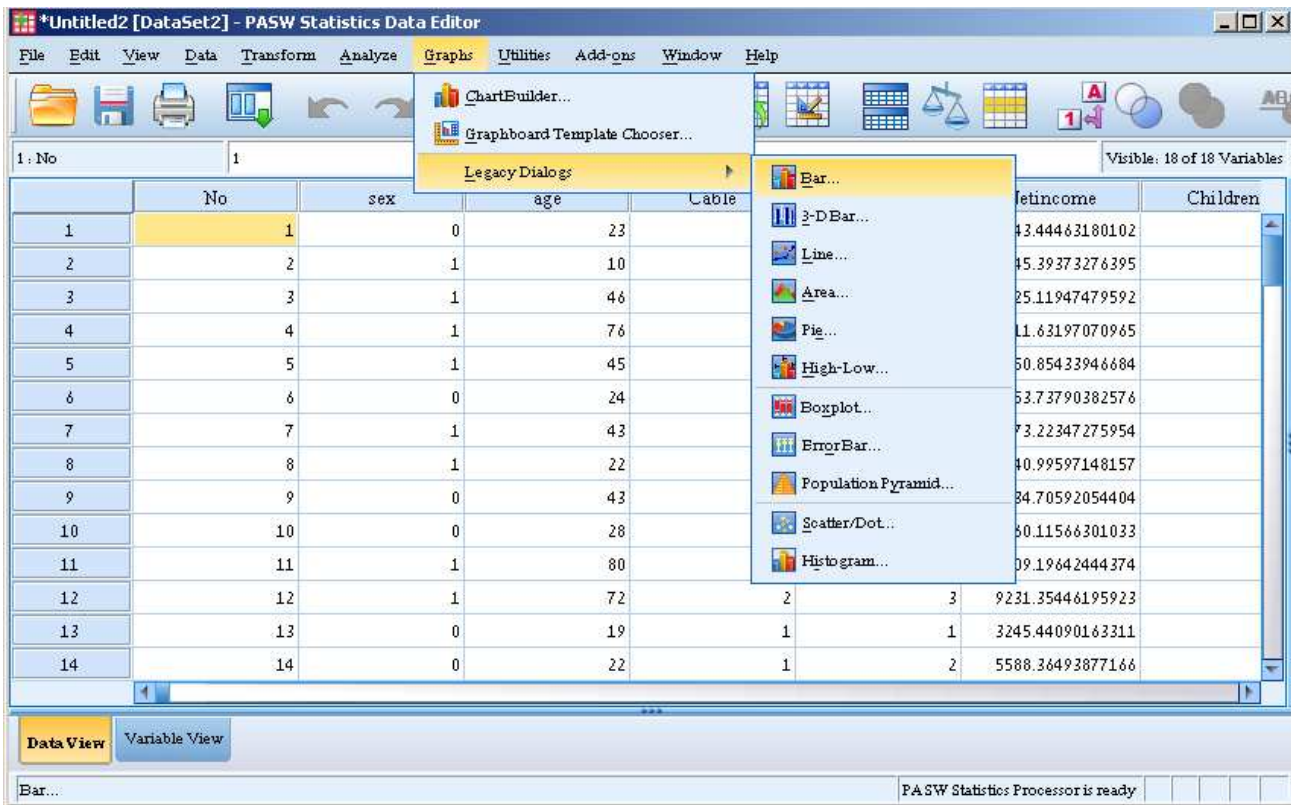 *Untitled2 [DataSet2] - PASW Statistics Data Editor
File Edit View Data Transform Analyze Graphs Utilities Add-ons Window Help
ChartBuilder...
Graphboard Template Chooser...
Legacy Dialogs
A
1
1 : No 1 Visible: 18 of 18 Variables
Bar...
3-D Bar...
Line...
Area...
Pie...
High-Low...
Boxplot...
Error Bar...
Population Pyramid...
Scatter/Dot...
Histogram...
No sex age Cable etincome Children
1 1 0 23 43.44463180102
2 2 1 10 45.39373276395
3 3 1 46 25.11947479592
4 4 1 76 11.63197070965
5 5 1 45 50.85433946684
6 6 0 24 53.73790382576
7 7 1 43 73.22347275954
8 8 1 22 40.99597148157
9 9 0 43 34.70592054404
10 10 0 28 50.11566301033
11 11 1 80 09.19642444374
12 12 1 72 2 3 9231.35446195923
13 13 0 19 1 1 3245.44090163311
14 14 0 22 1 2 5588.36493877166
Data View Variable View
Bar... PASW Statistics Processor is ready